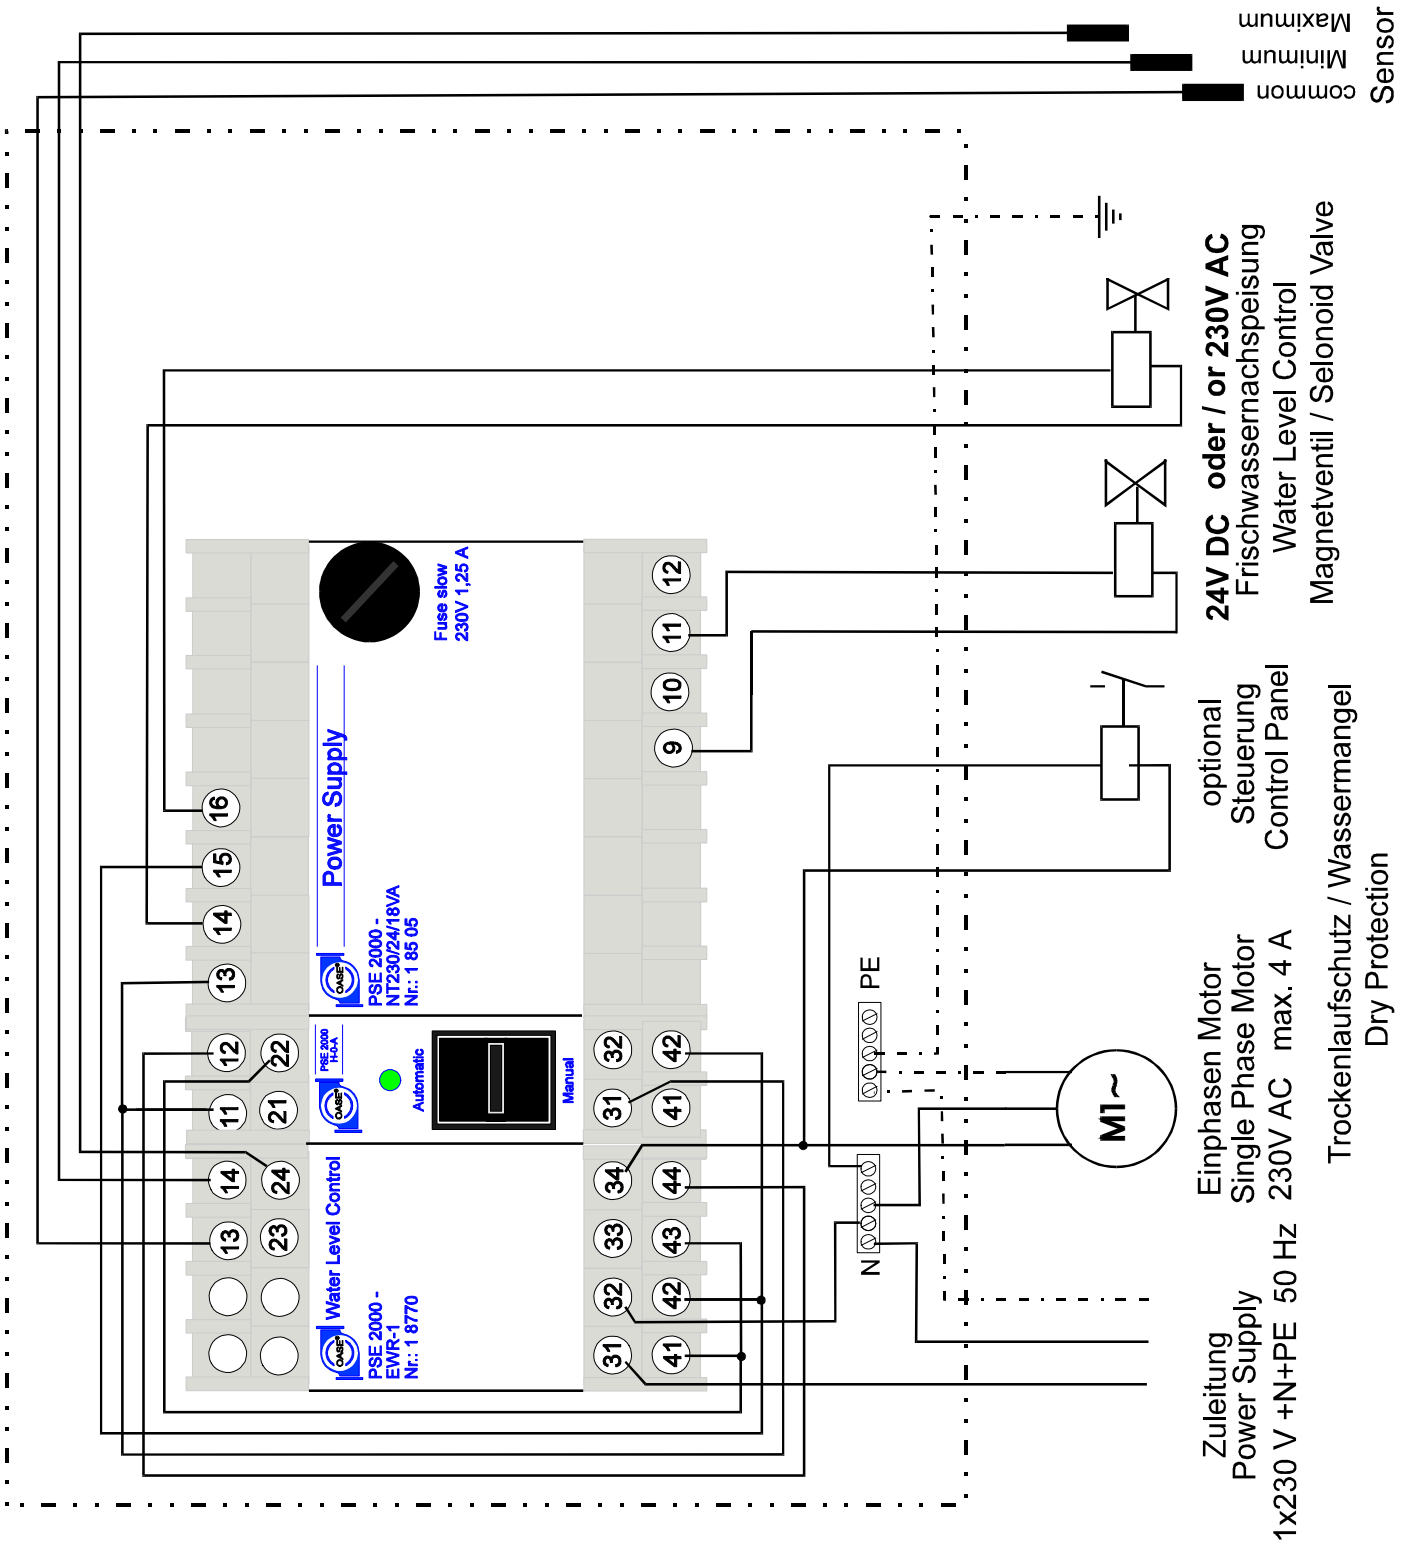 Maximum
Minimum
common
Sensor
24V DC oder / or 230V AC
Frischwassernachspeisung
Water Level Control
Magnetventil / Selonoid Valve
optional
Steuerung
Control Panel
Einphasen Motor
Single Phase Motor
230V AC max. 4 A
Trockenlaufschutz / Wassermangel
Dry Protection
Zuleitung
Power Supply
1x230 V +N+PE 50 Hz
M1~
PE
N
Fuse slow
230V 1,25 A
Power Supply
OASE®
PSE 2000 -
NT230/24/18VA
Nr.: 1 85 05
OASE®
PSE 2000
H-0-A
Automatic
Manual
OASE®
Water Level Control
PSE 2000 -
EWR-1
Nr.: 1 8770
13 14 11 12 13 14 15 16
23 24 21 22
31 32 33 34 31 32
41 42 43 44 41 42 9 10 11 12